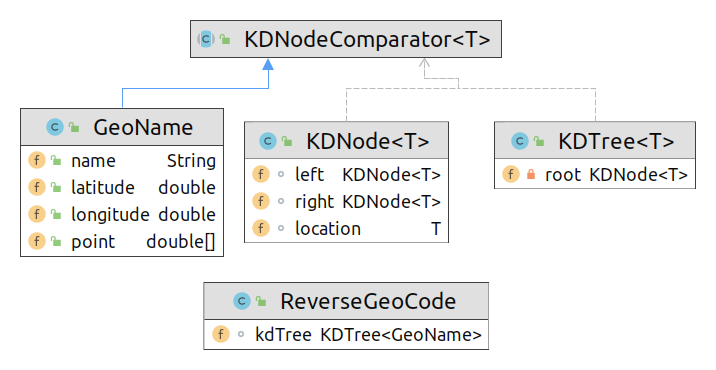 KDNodeComparator<T>
GeoName
name String
latitude double
longitude double
point double[]
KDNode<T>
left KDNode<T>
right KDNode<T>
location T
KDTree<T>
root KDNode<T>
ReverseGeoCode
kdTree KDTree<GeoName>